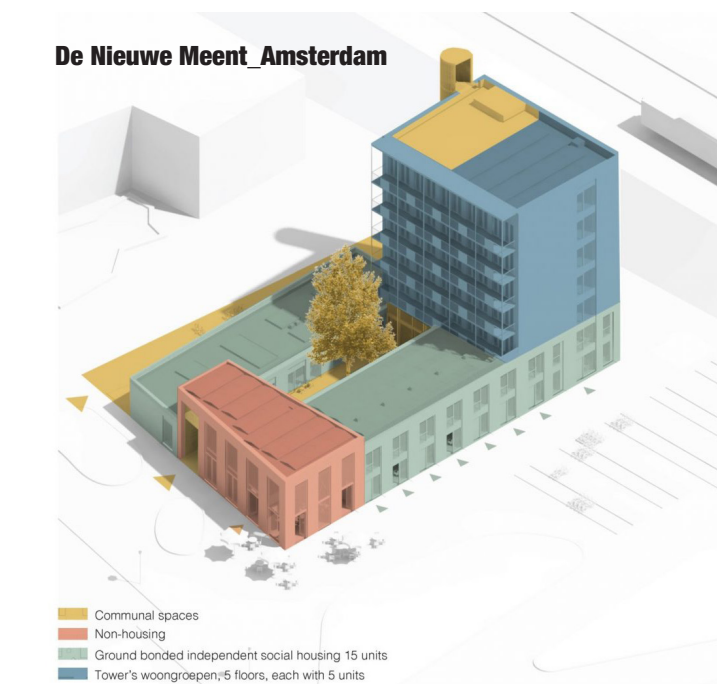 De Nieuwe Meent_Amsterdam
Communal spaces
Non-housing
Ground bonded independent social housing 15 units
Tower's woongroepen, 5 floors, each with 5 units